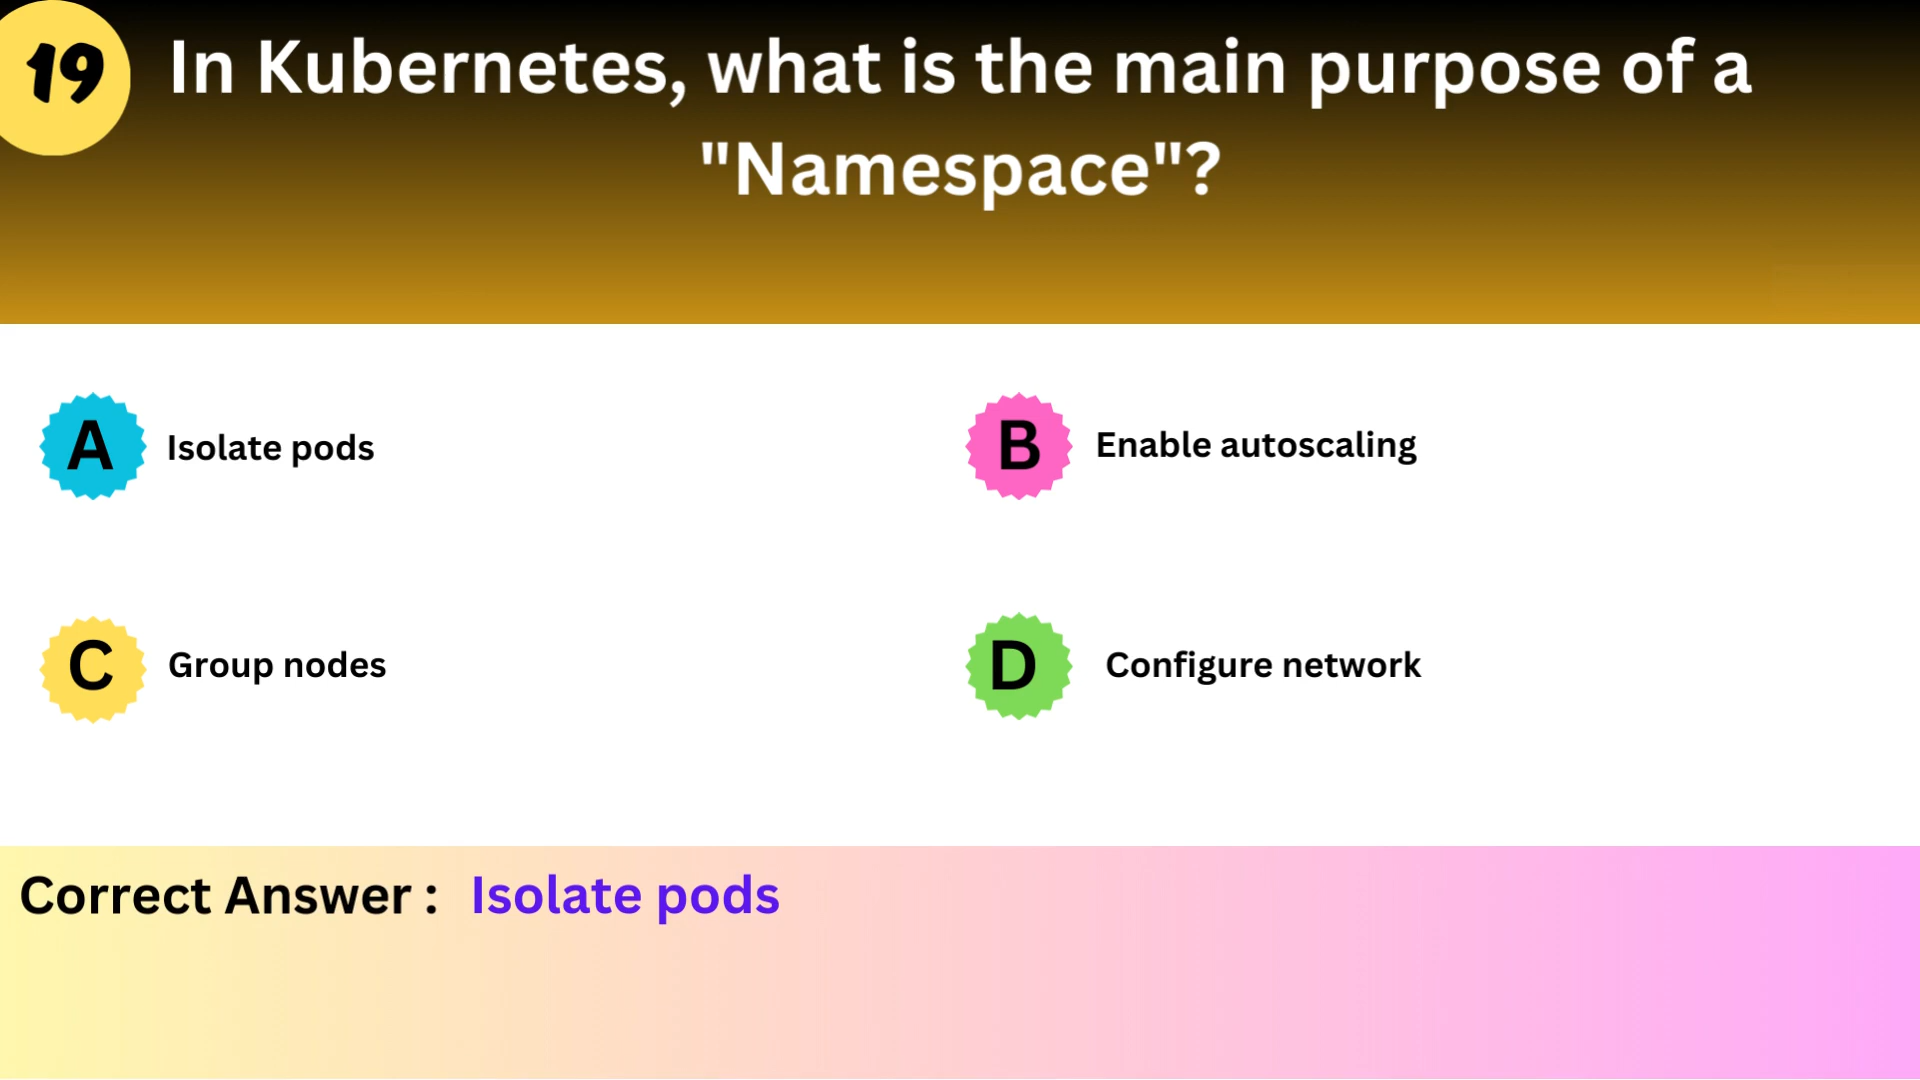 19
In Kubernetes, what is the main purpose of a
"Namespace"?
A Isolate pods
B Enable autoscaling
C Group nodes
D Configure network
Correct Answer : Isolate pods